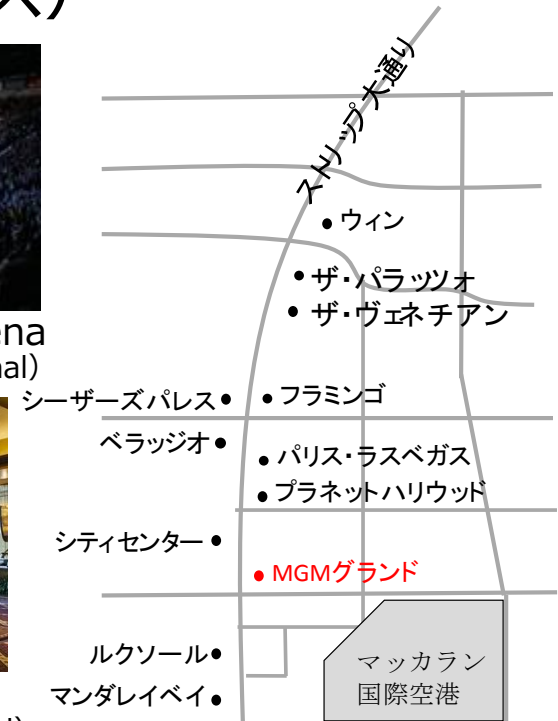 ス)
ストリップ大通り
ウィン
ザ・パラッツォ
ザ・ヴェネチアン
ena
nal)
シーザーズパレス
フラミンゴ
ベラッジオ
パリス・ラスベガス
プラネットハリウッド
シティセンター
MGMグランド
ルクソール
マッカラン
国際空港
マンダレイベイ